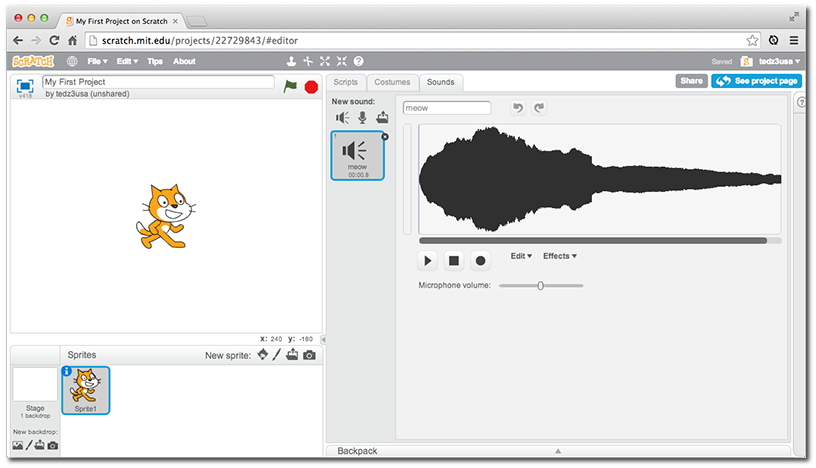 My First Project on Scratch
scratch.mit.edu/projects/22729843/#editor
SCRATCH File Edit Tips About Saved tedz3usa
My First Project
by tedz3usa (unshared)
v418
Scripts Costumes Sounds
Share See project page
New sound:
meow
1
meow
00:00.8
Edit Effects
Microphone volume:
x: 240 y: -180
Sprites New sprite:
Stage
1 backdrop
New backdrop:
Sprite1
Backpack